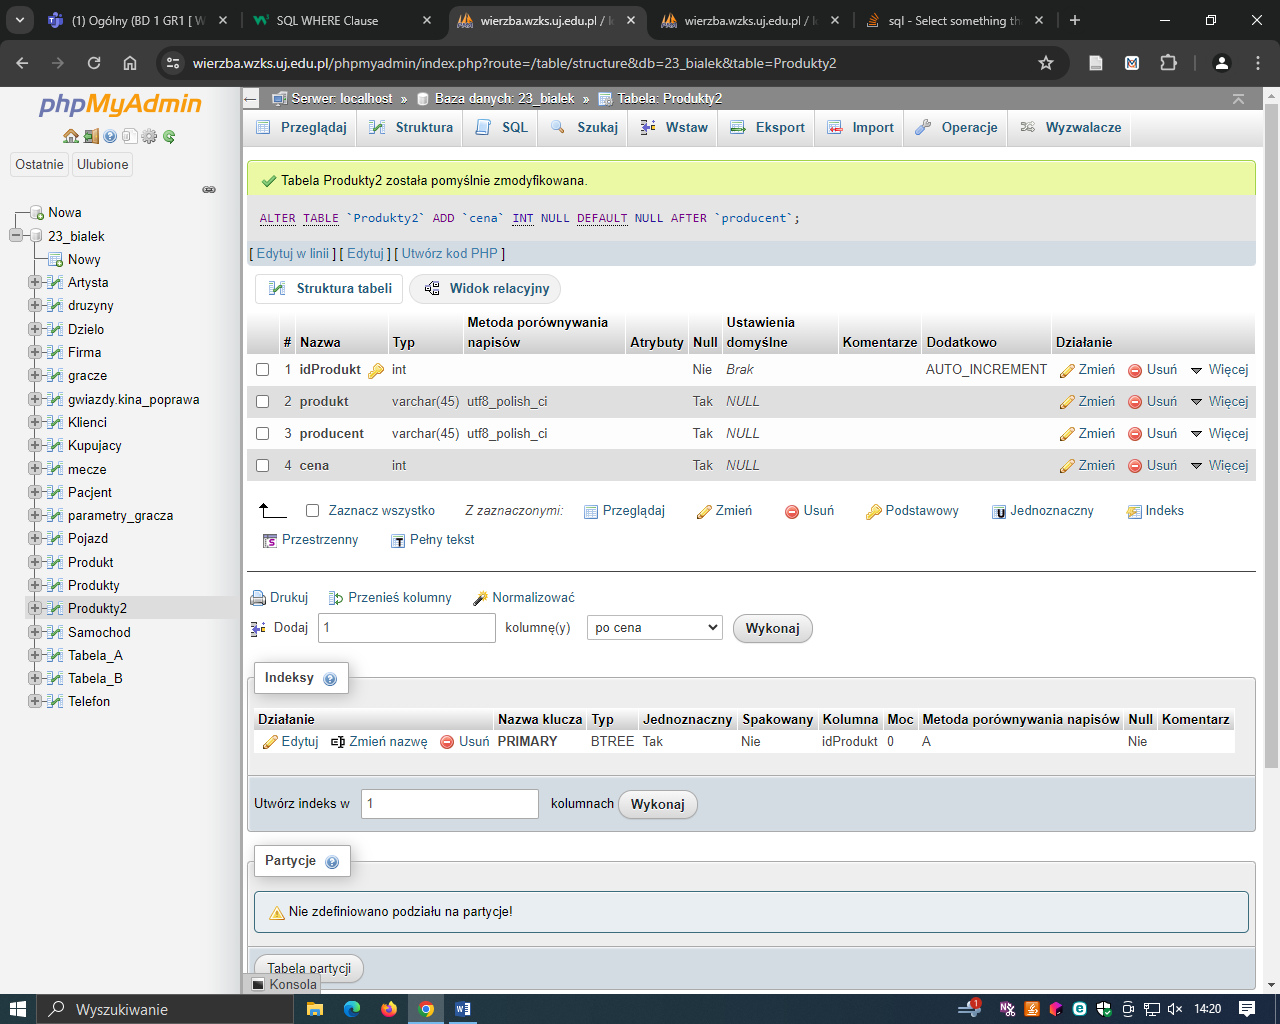 (1) Ogólny (BD 1 GR1 [ W
SQL WHERE Clause
wierzba.wzks.uj.edu.pl /
wierzba.wzks.uj.edu.pl /
sql - Select something th
wierzba.wzks.uj.edu.pl/phpmyadmin/index.php?route=/table/structure&db=23_bialek&table=Produkty2
phpMyAdmin
Ostatnie
Ulubione
Nowa
23_bialek
Nowy
Artysta
druzyny
Dzielo
Firma
gracze
gwiazdy.kina_poprawa
Klienci
Kupujacy
mecze
Pacjent
parametry_gracza
Pojazd
Produkt
Produkty
Produkty2
Samochod
Tabela_A
Tabela_B
Telefon
Serwer: localhost » Baza danych: 23_bialek » Tabela: Produkty2
Przeglądaj Struktura SQL Szukaj Wstaw Eksport Import Operacje Wyzwalacze
Tabela Produkty2 została pomyślnie zmodyfikowana.
ALTER TABLE `Produkty2` ADD `cena` INT NULL DEFAULT NULL AFTER `producent`;
[ Edytuj w linii ] [ Edytuj ] [ Utwórz kod PHP ]
Struktura tabeli Widok relacyjny
# Nazwa Typ Metoda porównywania napisów Atrybuty Null Ustawienia domyślne Komentarze Dodatkowo Działanie
1 idProdukt int Nie Brak AUTO_INCREMENT Zmień Usuń Więcej
2 produkt varchar(45) utf8_polish_ci Tak NULL Zmień Usuń Więcej
3 producent varchar(45) utf8_polish_ci Tak NULL Zmień Usuń Więcej
4 cena int Tak NULL Zmień Usuń Więcej
Zaznacz wszystko Z zaznaczonymi: Przeglądaj Zmień Usuń Podstawowy Jednoznaczny Indeks
Przestrzenny Pełny tekst
Drukuj Przenieś kolumny Normalizować
Dodaj 1 kolumnę(y) po cena Wykonaj
Indeksy
Działanie Nazwa klucza Typ Jednoznaczny Spakowany Kolumna Moc Metoda porównywania napisów Null Komentarz
Edytuj Zmień nazwę Usuń PRIMARY BTREE Tak Nie idProdukt 0 A Nie
Utwórz indeks w 1 kolumnach Wykonaj
Partycje
Nie zdefiniowano podziału na partycje!
Tabela partycji
Konsola
Wyszukiwanie
1
14:20